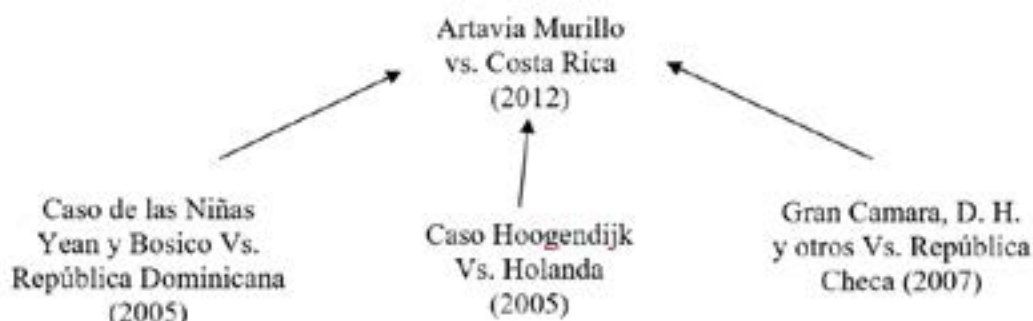 Artavia Murillo
vs. Costa Rica
(2012)
Caso de las Niñas
Yean y Bosico Vs.
República Dominicana
(2005)
Caso Hoogendijk
Vs. Holanda
(2005)
Gran Camara, D. H.
y otros Vs. República
Checa (2007)